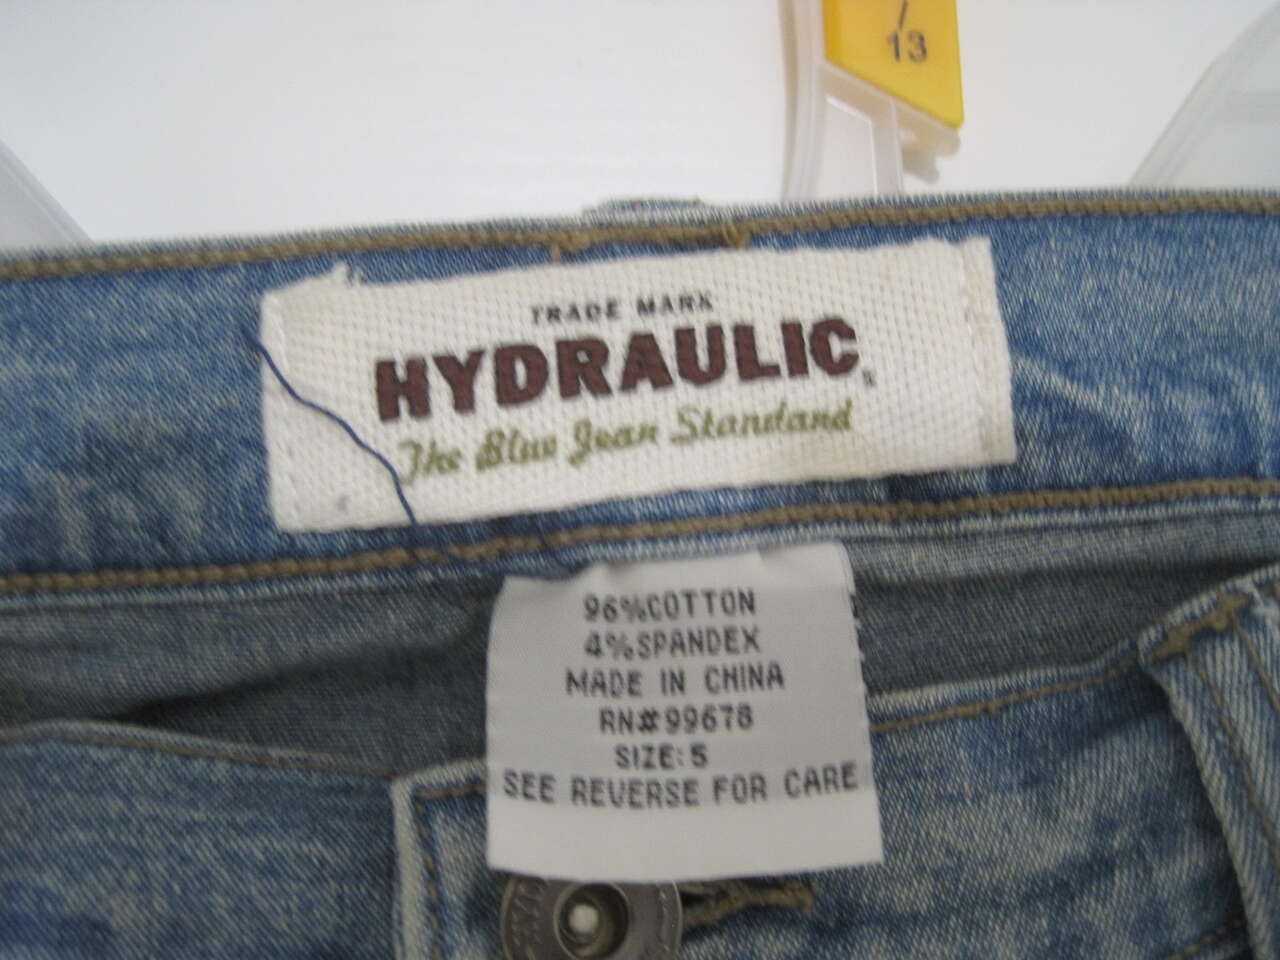 /
13
TRADE MARK
HYDRAULIC
The Blue Jean Standard
96%COTTON
4%SPANDEX
MADE IN CHINA
RN#99678
SIZE:5
SEE REVERSE FOR CARE